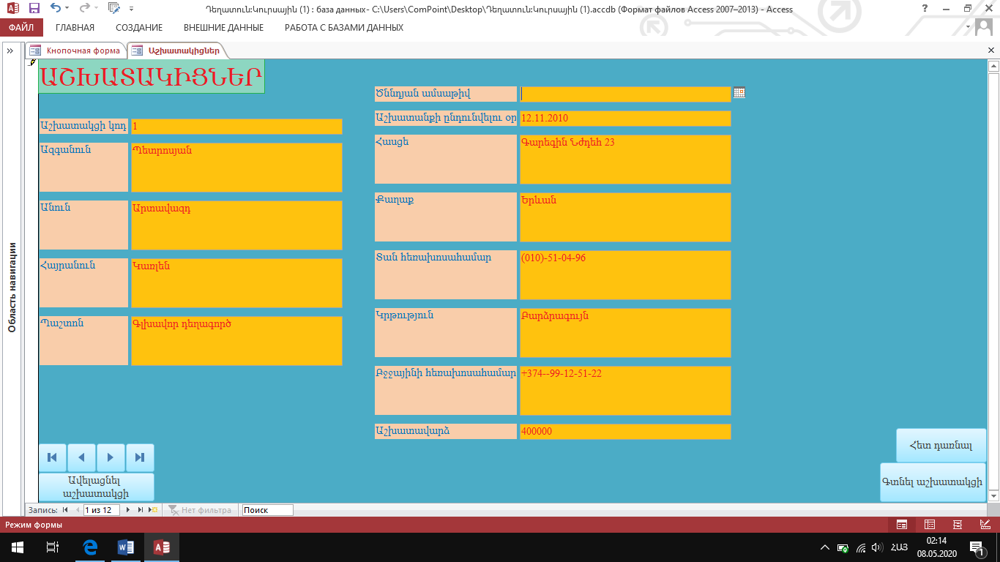 Դեղատուն:Կուրսային (1) : база данных- C:\Users\ComPoint\Desktop\Դեղատուն:Կուրսային (1).accdb (Формат файлов Access 2007–2013) - Access
ФАЙЛ ГЛАВНАЯ СОЗДАНИЕ ВНЕШНИЕ ДАННЫЕ РАБОТА С БАЗАМИ ДАННЫХ
Кнопочная форма Աշխատակիցներ
Область навигации
ԱՇԽԱՏԱԿԻՑՆԵՐ
Աշխատակցի կոդ 1
Ազգանուն Պետրոսյան
Անուն Արտավազդ
Հայրանուն Կառլեն
Պաշտոն Գլխավոր դեղագործ
Ծննդյան ամսաթիվ
Աշխատանքի ընդունվելու օր 12.11.2010
Հասցե Գարեգին Նժդեհ 23
Քաղաք Երևան
Տան հեռախոսահամար (010)-51-04-96
Կրթություն Բարձրագույն
Բջջայինի հեռախոսահամար +374--99-12-51-22
Աշխատավարձ 400000
Ավելացնել
աշխատակցի
Հետ դառնալ
Գտնել աշխատակցի
Запись: 1 из 12 Нет фильтра Поиск
Режим формы
ՀԱՅ 02:14
08.05.2020
1